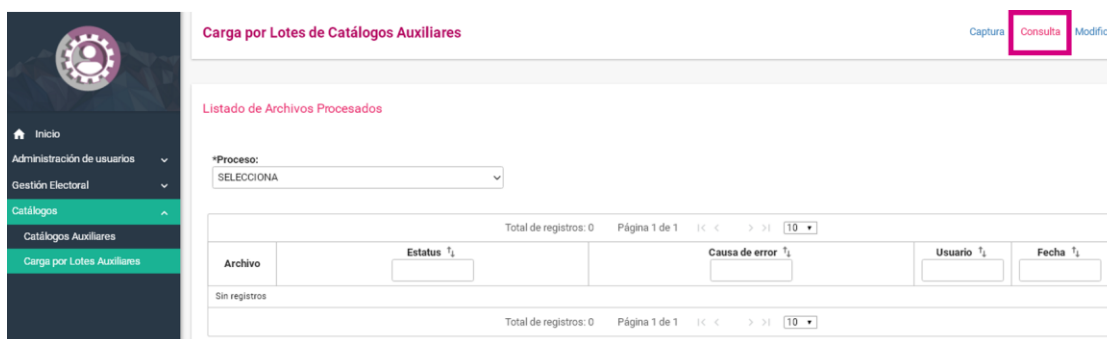 Carga por Lotes de Catálogos Auxiliares
Captura Consulta Modific
Listado de Archivos Procesados
Inicio
Administración de usuarios
Gestión Electoral
Catálogos
Catálogos Auxiliares
Carga por Lotes Auxiliares
*Proceso:
SELECCIONA
Total de registros: 0 Página 1 de 1 |< < > >| 10
Archivo Estatus Causa de error Usuario Fecha
Sin registros
Total de registros: 0 Página 1 de 1 |< < > >| 10